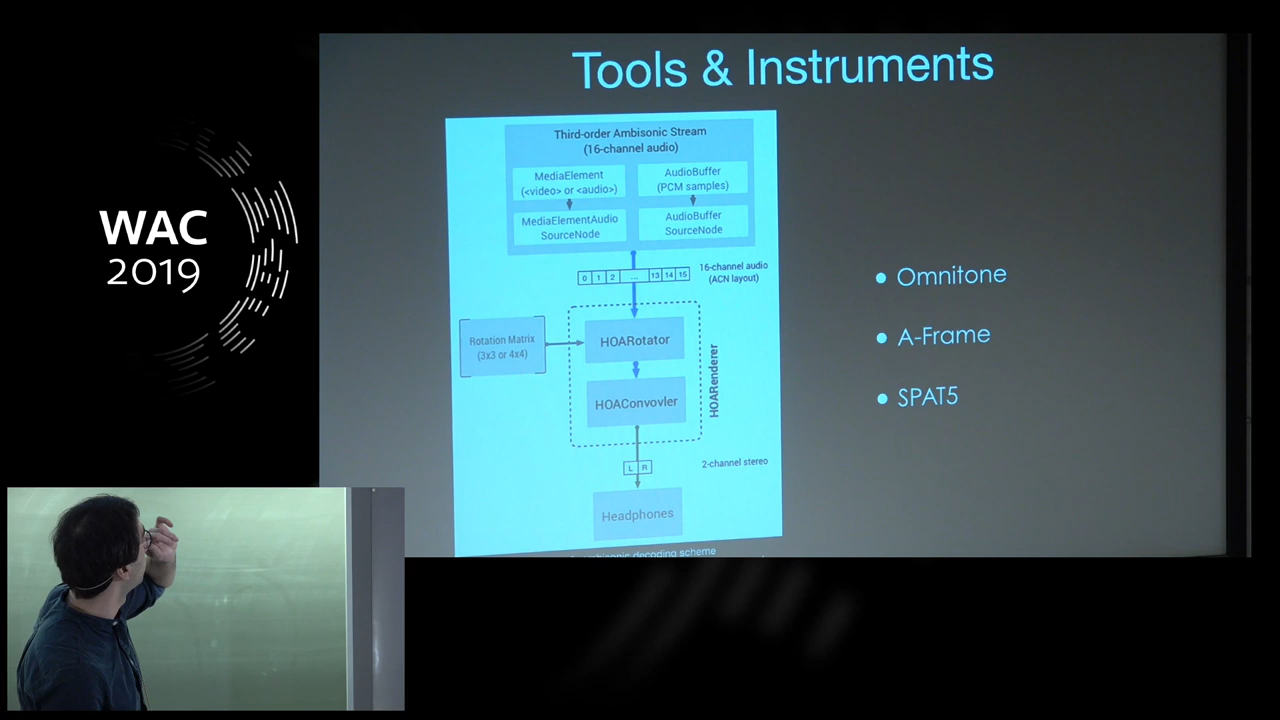 WAC
2019
Tools & Instruments
Third-order Ambisonic Stream
(16-channel audio)
MediaElement
(<video> or <audio>)
AudioBuffer
(PCM samples)
MediaElementAudio
SourceNode
AudioBuffer
SourceNode
0 1 2 ... 13 14 15
16-channel audio
(ACN layout)
Rotation Matrix
(3x3 or 4x4)
HOARotator
HOAConvovler
HOARenderer
L R
2-channel stereo
Headphones
decoding scheme
• Omnitone
• A-Frame
• SPAT5